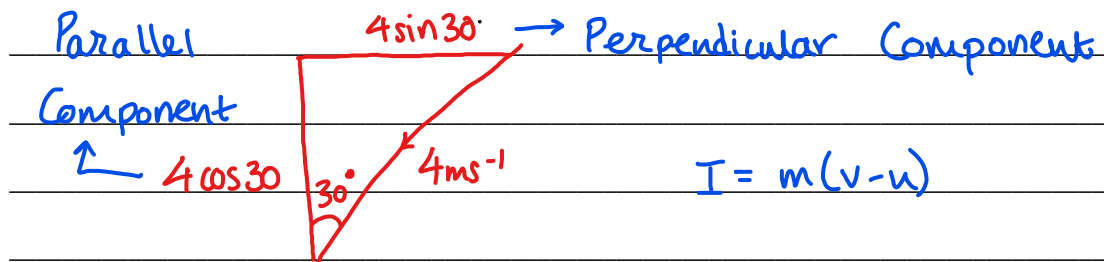 Parallel
Component
4sin30° → Perpendicular Component
4cos30
30°
4ms⁻¹
I = m(v-u)